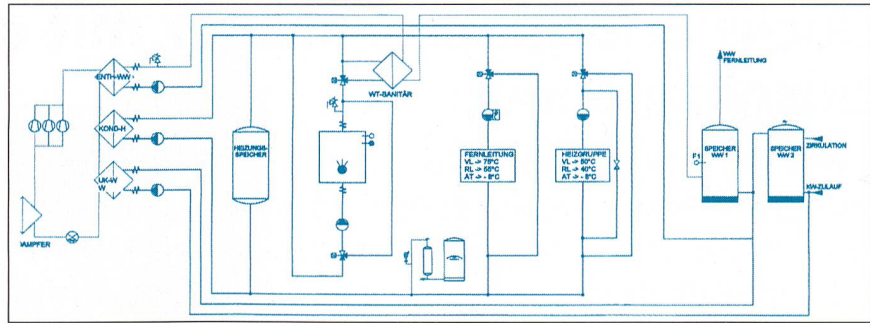 ENTH-WW
KOND-H
UK-W
W
HEIZUNGS-
SPEICHER
WT-SANITÄR
FERNLEITUNG
VL -> 75°C
RL -> 55°C
AT -> - 8°C
HEIZGRUPPE
VL -> 50°C
RL -> 40°C
AT -> - 8°C
WW
FERNLEITUNG
F1
SPEICHER
WW 1
SPEICHER
WW 2
ZIRKULATION
KW-ZULAUF